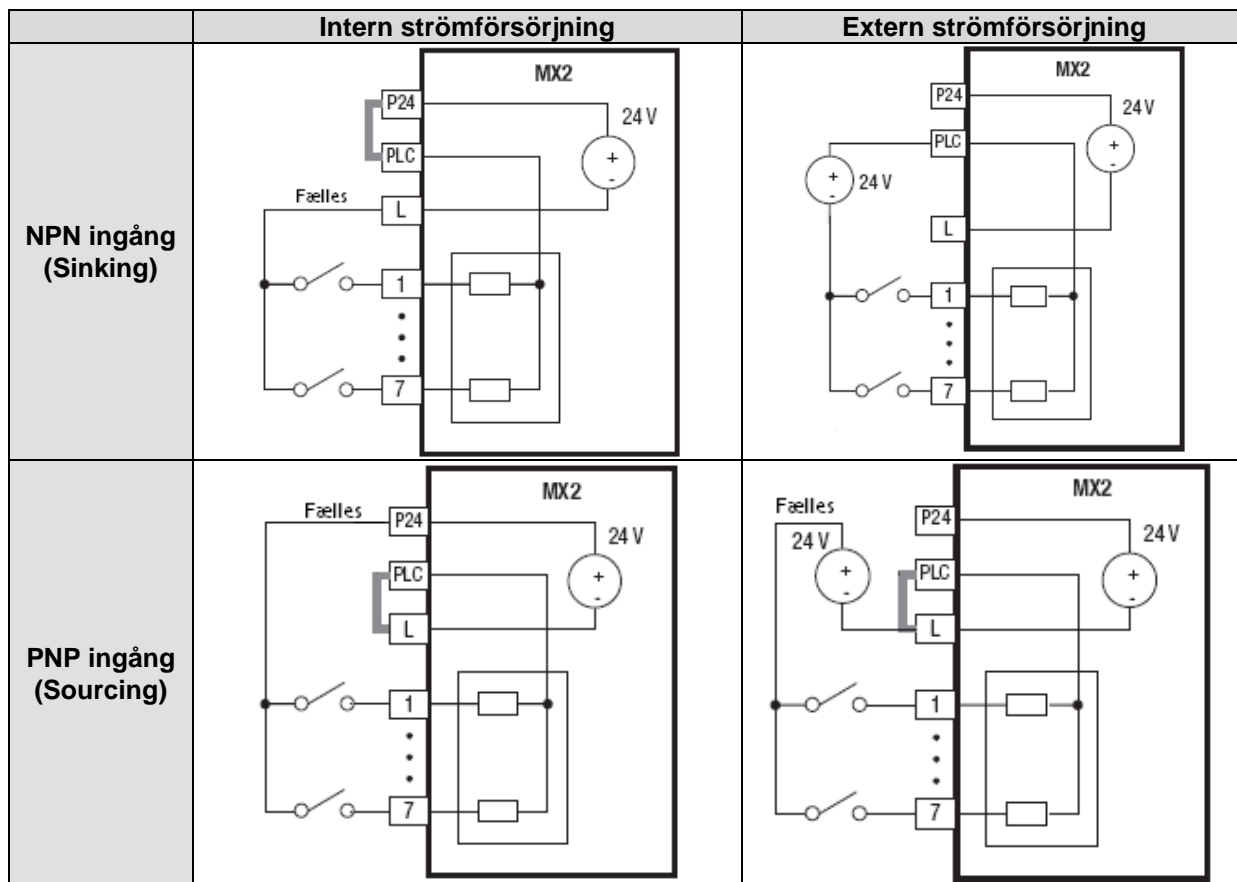 Intern strömförsörjning
Extern strömförsörjning
NPN ingång
(Sinking)
MX2
P24
24 V
PLC
+
-
Fælles
L
1
7
MX2
P24
24 V
PLC
+
-
+
-
24 V
L
1
7
PNP ingång
(Sourcing)
MX2
Fælles
P24
24 V
PLC
+
-
L
1
7
MX2
Fælles
P24
24 V
24 V
PLC
+
-
+
-
L
1
7